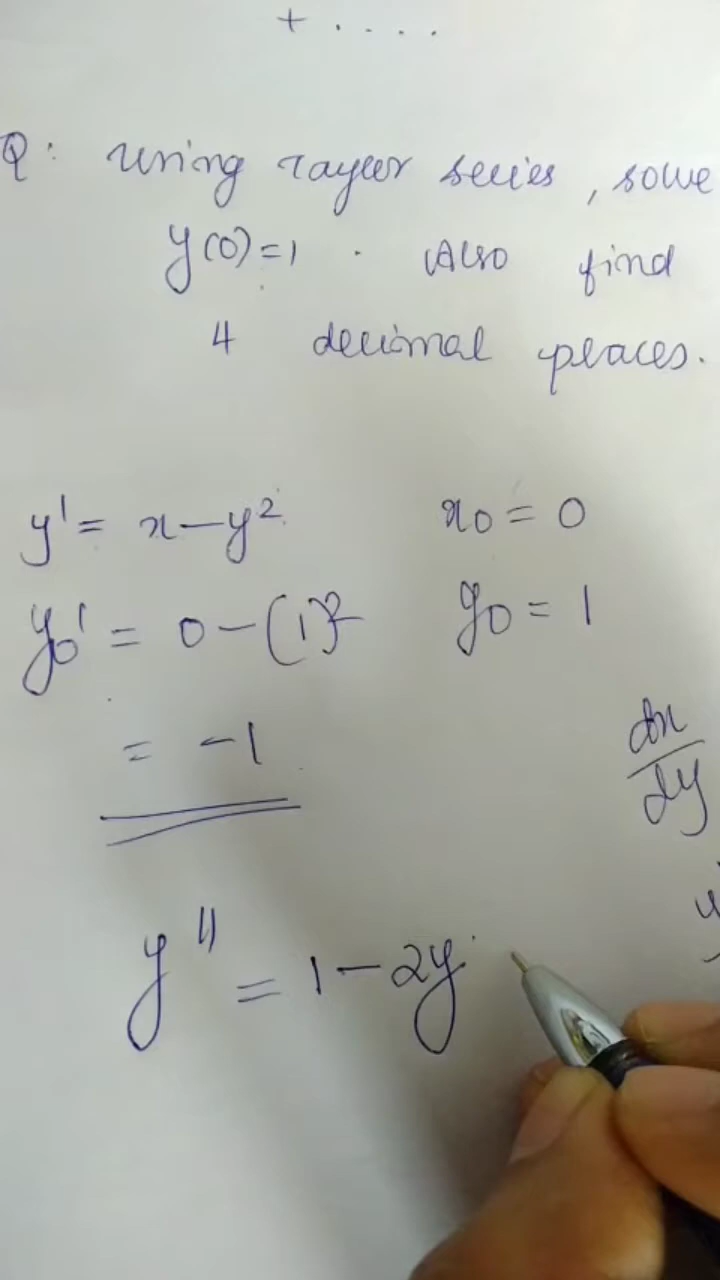 + ....
Q: using Taylor series, solve
y(0)=1 . Also find
4 decimal places.
y' = x-y² x₀ = 0
y₀' = 0-(1)² y₀ = 1
= -1
dx/dy
y'' = 1-2y